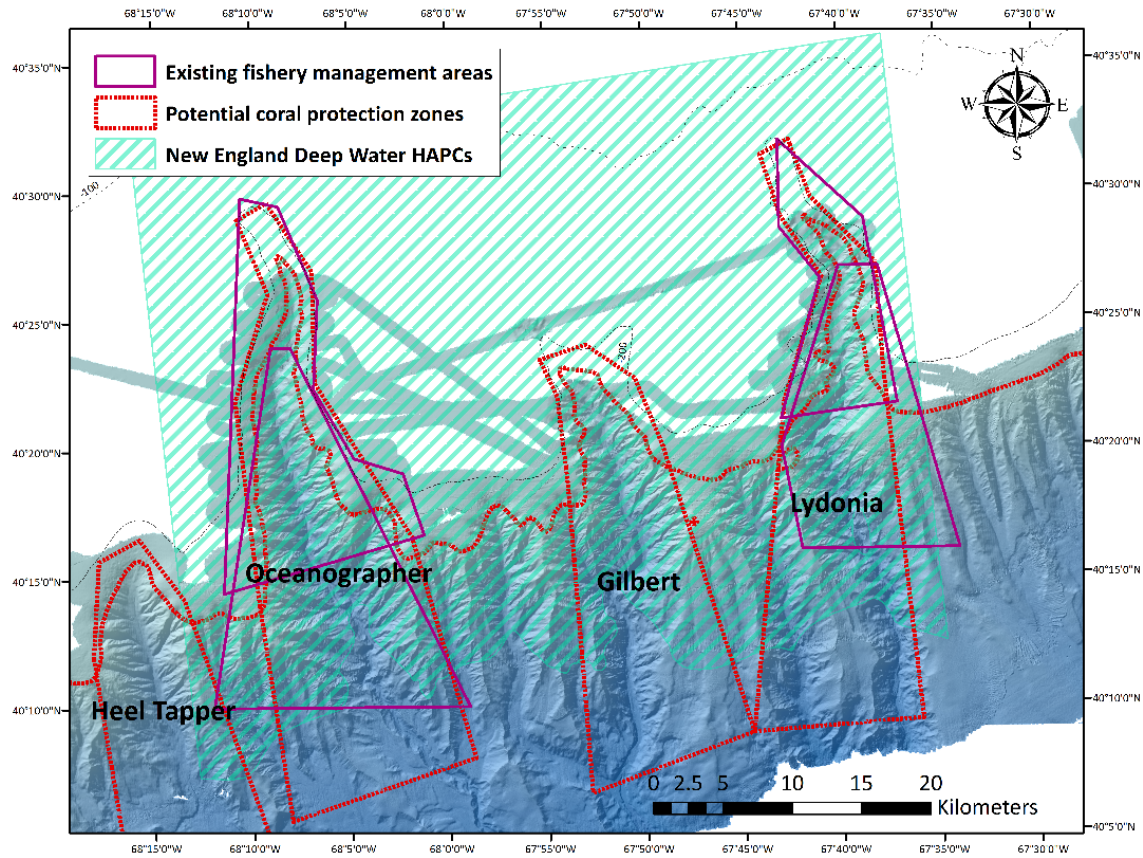 68°15'0"W 68°10'0"W 68°5'0"W 68°0'0"W 67°55'0"W 67°50'0"W 67°45'0"W 67°40'0"W 67°35'0"W 67°30'0"W
Existing fishery management areas
Potential coral protection zones
New England Deep Water HAPCs
N
W E
S
40°35'0"N 40°35'0"N
-100
40°30'0"N 40°30'0"N
40°25'0"N 40°25'0"N
-200
40°20'0"N 40°20'0"N
Lydonia
Oceanographer
Gilbert
40°15'0"N 40°15'0"N
Heel Tapper
40°10'0"N 40°10'0"N
0 2.5 5 10 15 20
Kilometers
40°5'0"N
68°15'0"W 68°10'0"W 68°5'0"W 68°0'0"W 67°55'0"W 67°50'0"W 67°45'0"W 67°40'0"W 67°35'0"W 67°30'0"W